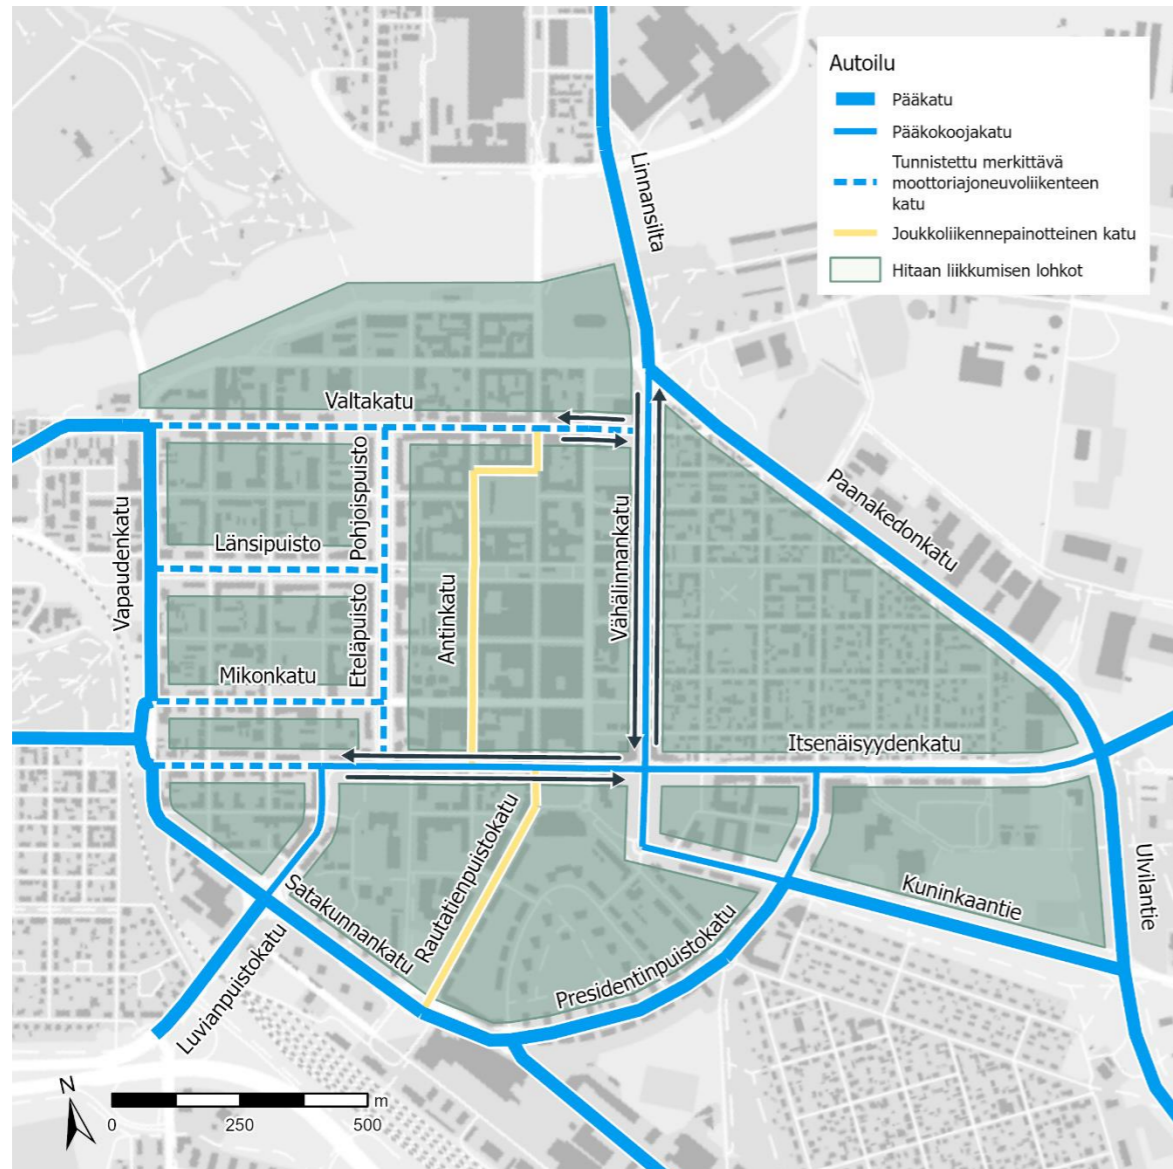 Autoilu
Pääkatu
Pääkokoojakatu
Tunnistettu merkittävä
moottoriajoneuvoliikenteen
katu
Joukkoliikennepainotteinen katu
Hitaan liikkumisen lohkot
Linnansilta
Valtakatu
Pohjoispuisto
Länsipuisto
Vapaudenkatu
Antinkatu
Vähälinnankatu
Paanakedonkatu
Eteläpuisto
Mikonkatu
Itsenäisyydenkatu
Rautatienpuistokatu
Satakunnankatu
Luvianpuistokatu
Presidentinpuistokatu
Kuninkaantie
Ulvilantie
N
m
0
250
500